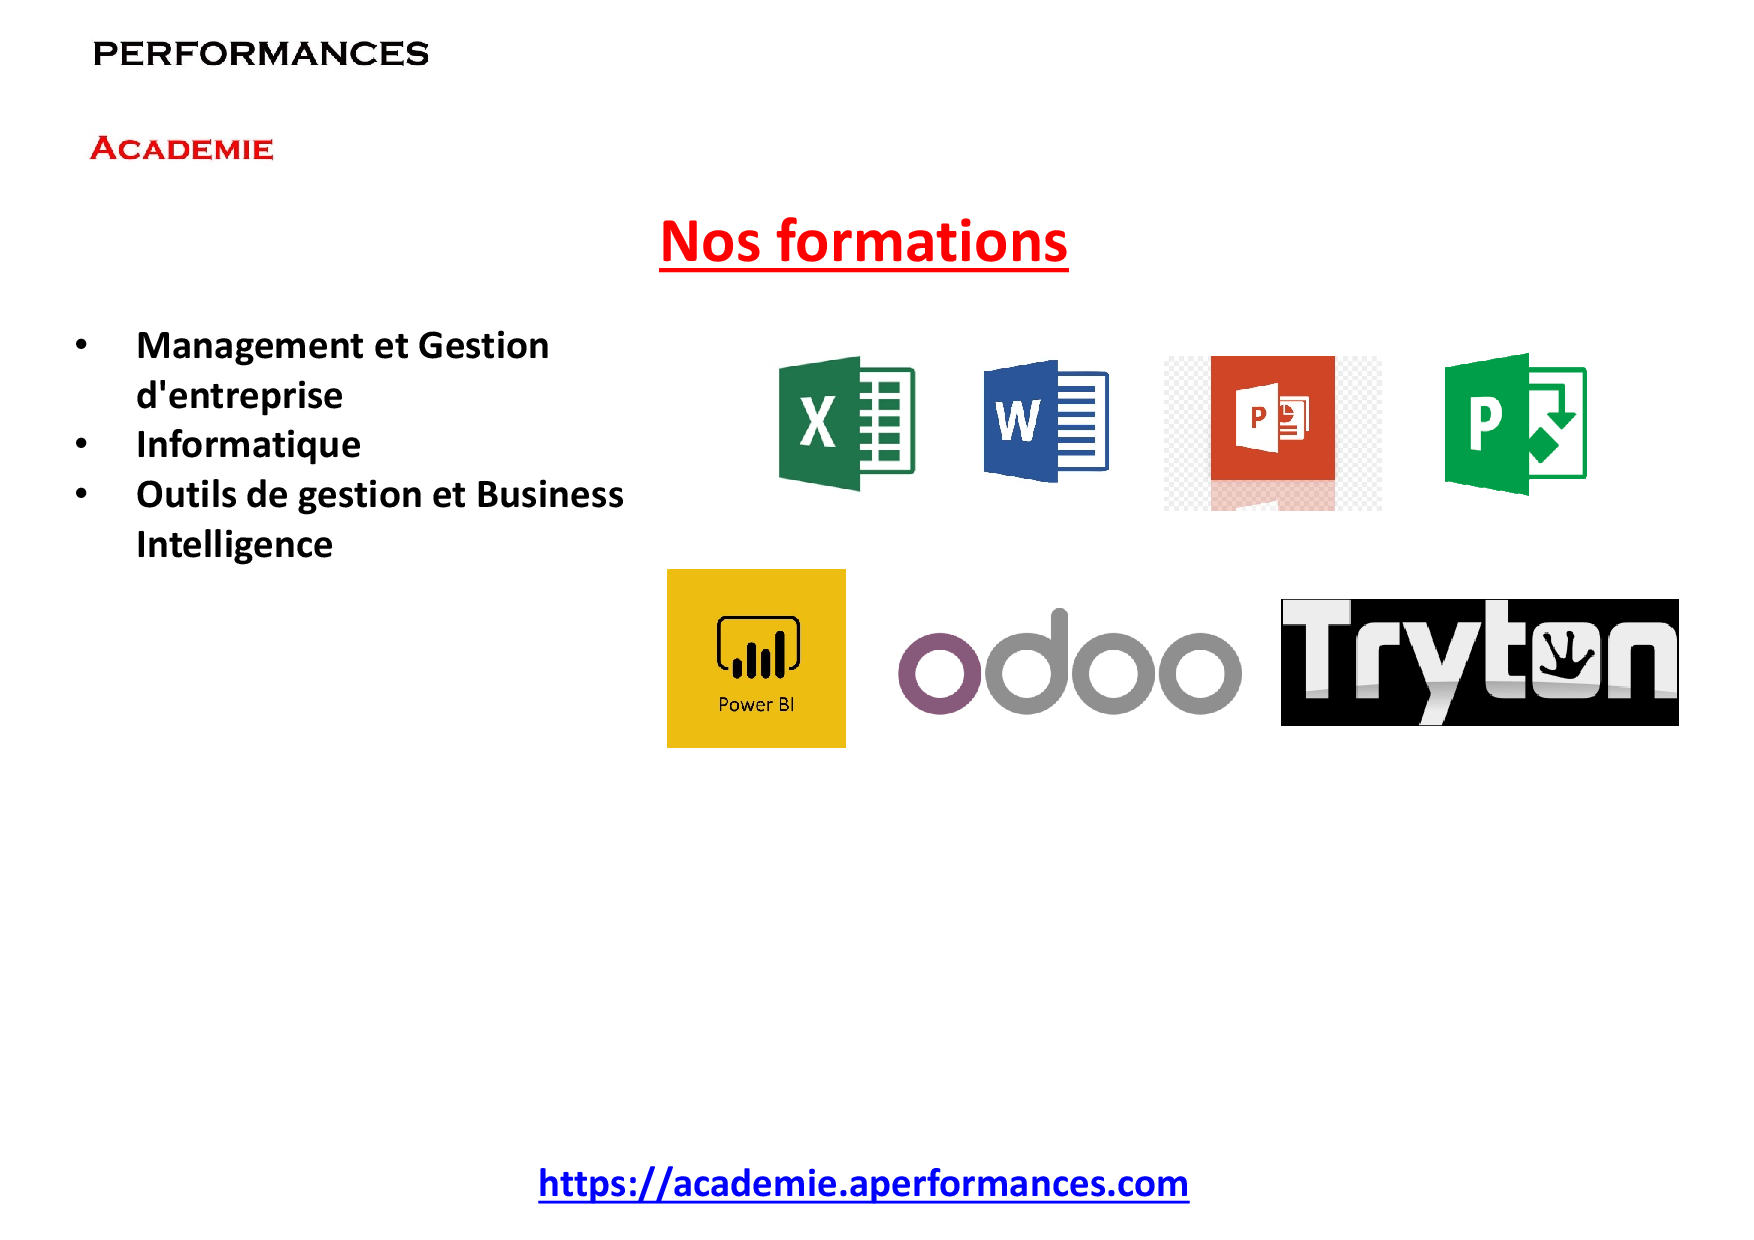 PERFORMANCES
ACADEMIE
Nos formations
• Management et Gestion
d'entreprise
• Informatique
• Outils de gestion et Business
Intelligence
X W P P
Power BI
odoo
Tryton
https://academie.aperformances.com